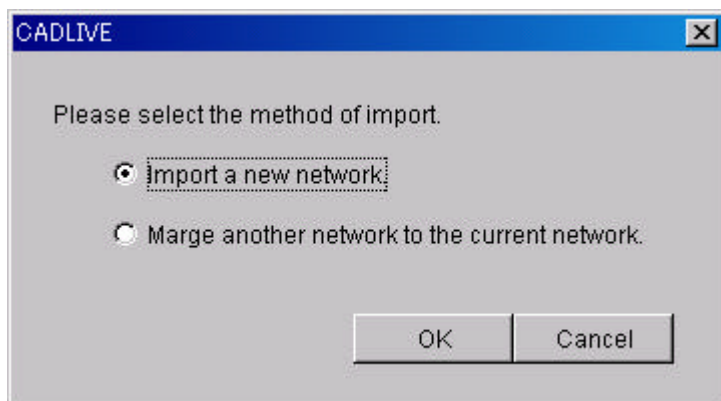 CADLIVE
Please select the method of import.
Import a new network
Marge another network to the current network.
OK Cancel